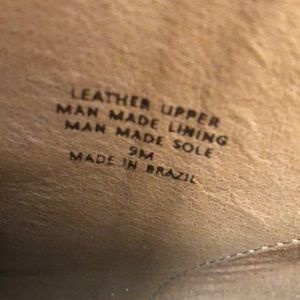 LEATHER UPPER
MAN MADE LINING
MAN MADE SOLE
9M
MADE IN BRAZIL